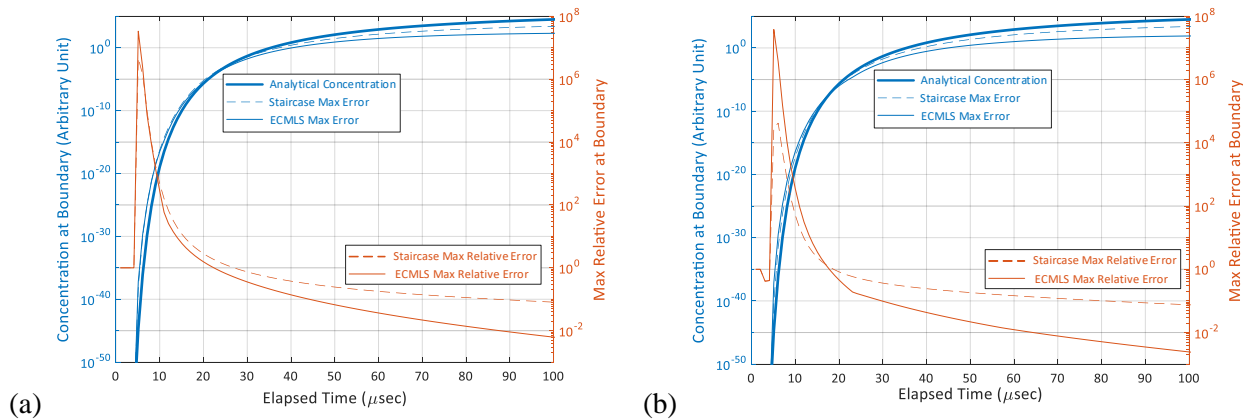 Concentration at Boundary (Arbitrary Unit)
10^0
10^-10
10^-20
10^-30
10^-40
10^-50
Analytical Concentration
Staircase Max Error
ECMLS Max Error
Staircase Max Relative Error
ECMLS Max Relative Error
10^8
10^6
10^4
10^2
10^0
10^-2
Max Relative Error at Boundary
0 10 20 30 40 50 60 70 80 90 100
Elapsed Time (μsec)
(a)
Concentration at Boundary (Arbitrary Unit)
10^0
10^-10
10^-20
10^-30
10^-40
10^-50
Analytical Concentration
Staircase Max Error
ECMLS Max Error
Staircase Max Relative Error
ECMLS Max Relative Error
10^8
10^6
10^4
10^2
10^0
10^-2
Max Relative Error at Boundary
0 10 20 30 40 50 60 70 80 90 100
Elapsed Time (μsec)
(b)